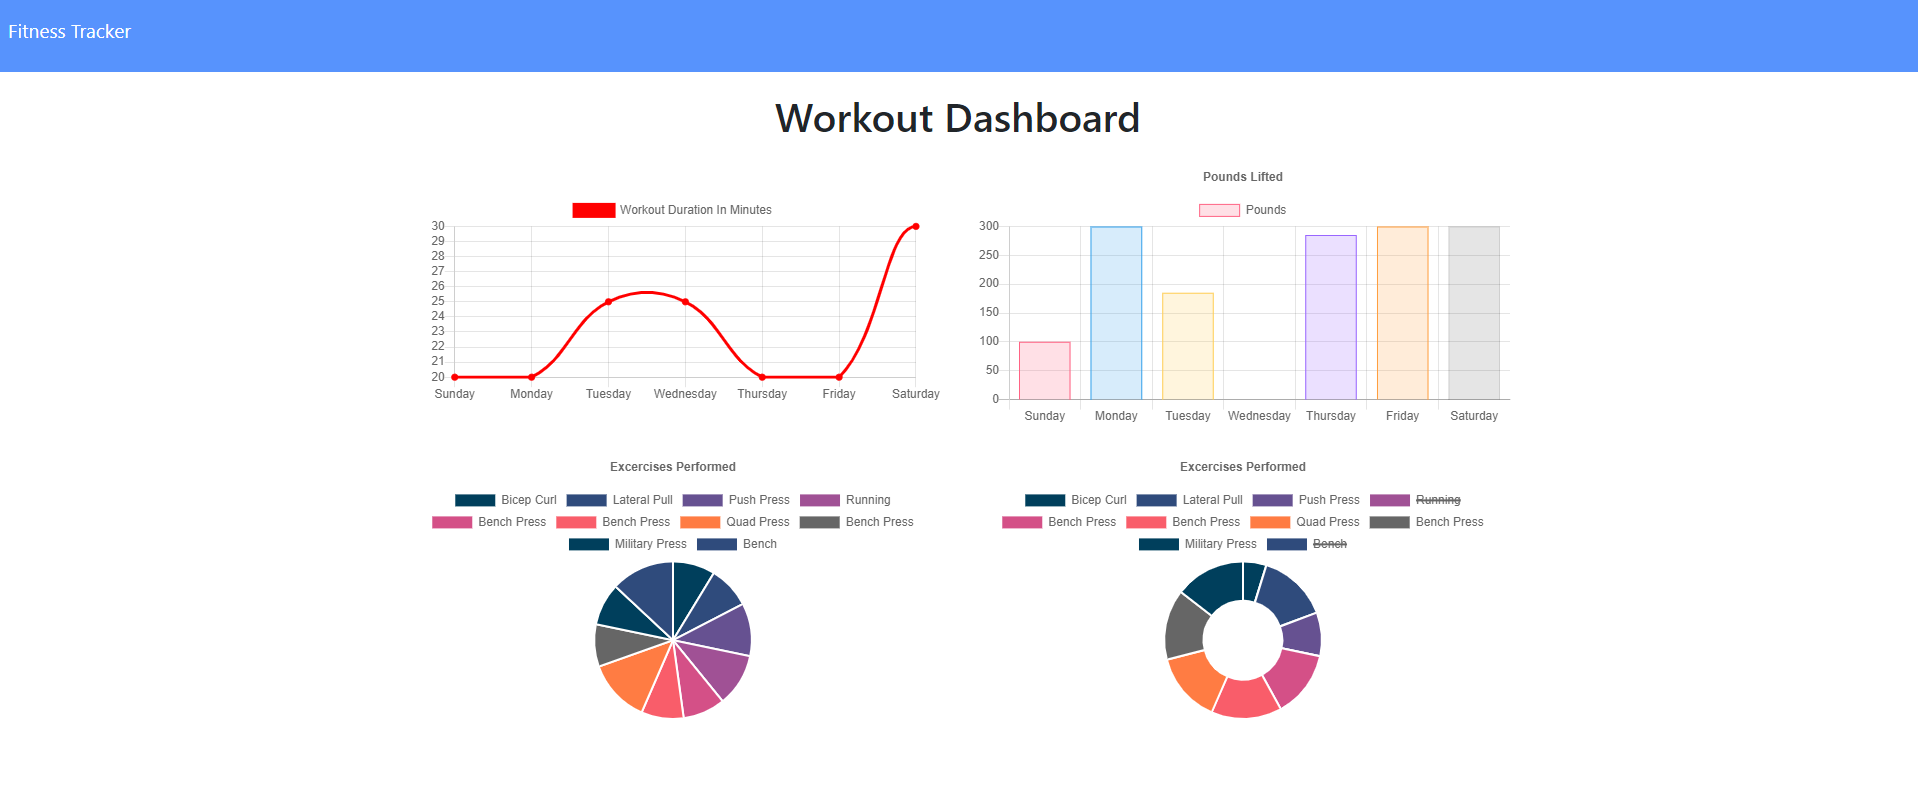 Fitness Tracker
Workout Dashboard
Workout Duration In Minutes
30
29
28
27
26
25
24
23
22
21
20
Sunday Monday Tuesday Wednesday Thursday Friday Saturday
Pounds Lifted
Pounds
300
250
200
150
100
50
0
Sunday Monday Tuesday Wednesday Thursday Friday Saturday
Excercises Performed
Bicep Curl Lateral Pull Push Press Running
Bench Press Bench Press Quad Press Bench Press
Military Press Bench
Excercises Performed
Bicep Curl Lateral Pull Push Press Running
Bench Press Bench Press Quad Press Bench Press
Military Press Bench